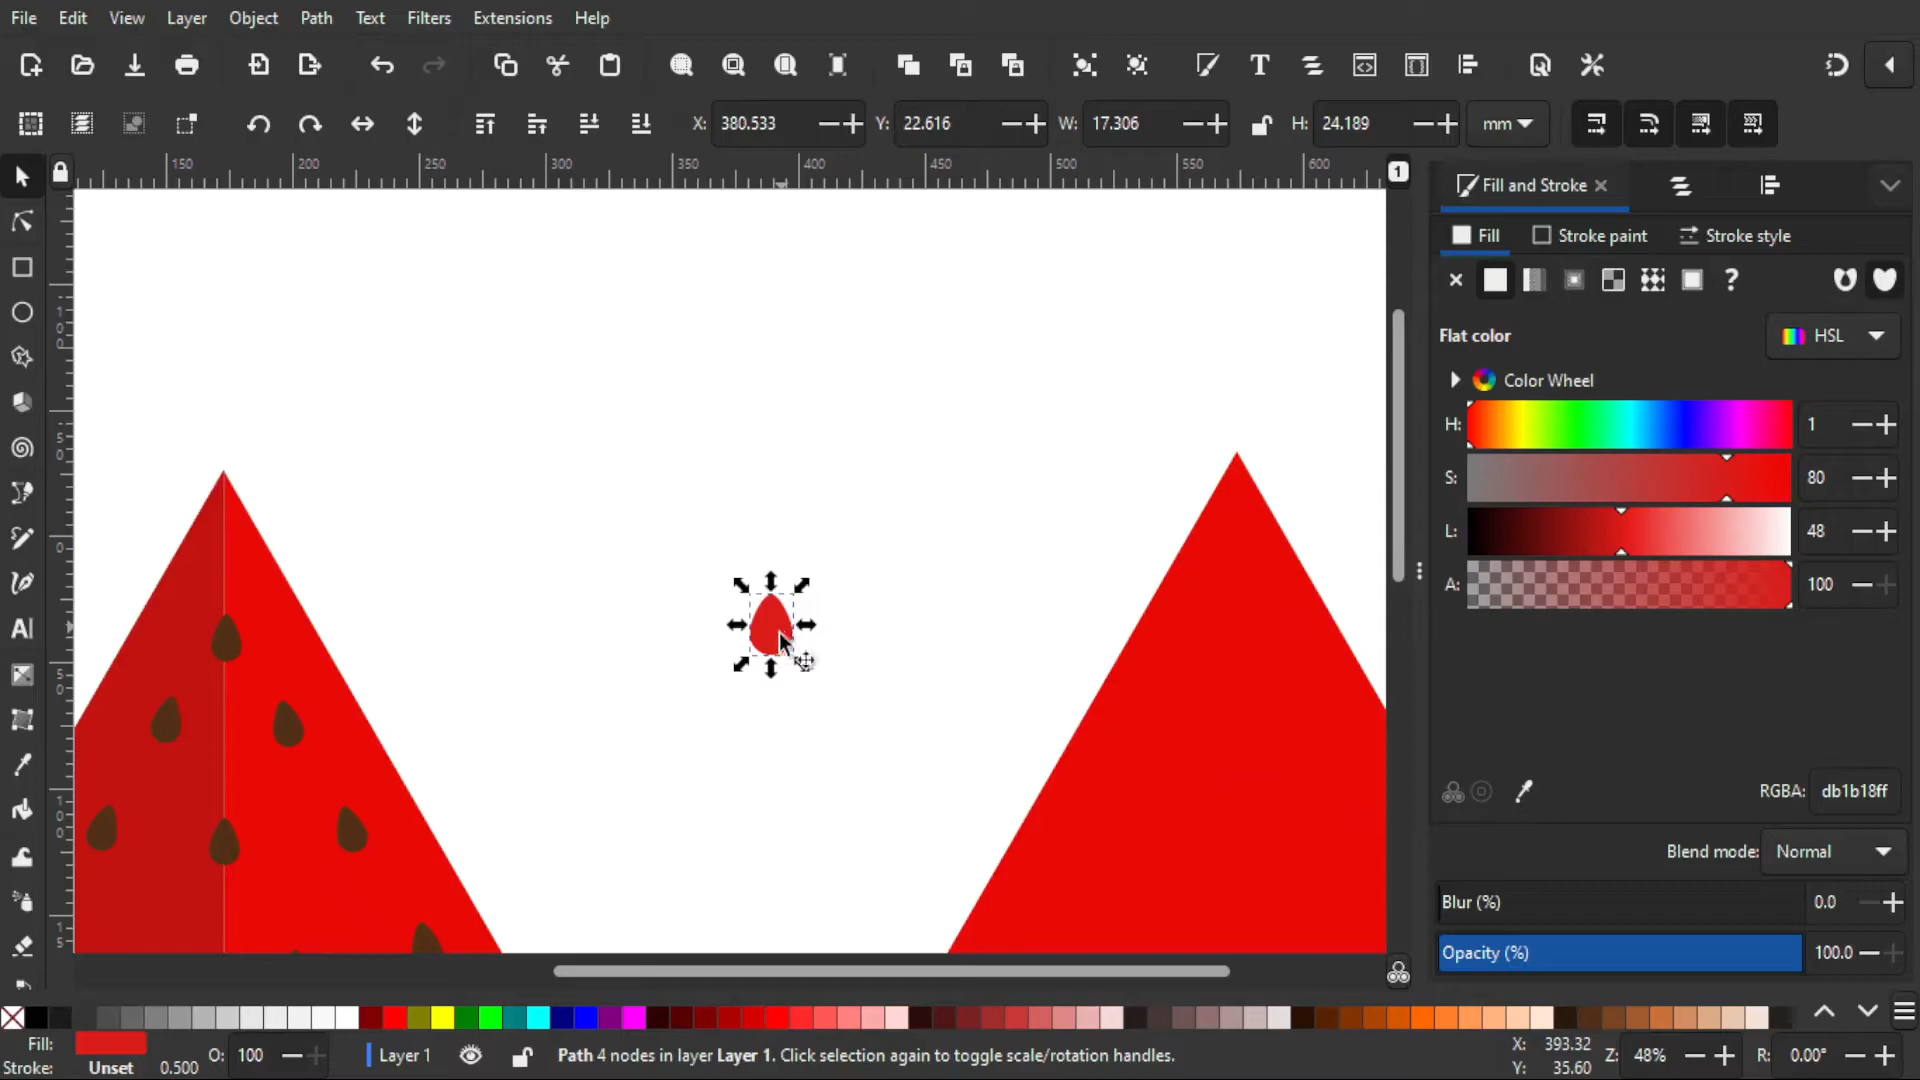 File Edit View Layer Object Path Text Filters Extensions Help
X: 380.533 Y: 22.616 W: 17.306 H: 24.189 mm
150 200 250 300 350 400 450 500 550 600
1
Fill and Stroke
Fill Stroke paint Stroke style
Flat color HSL
Color Wheel
H: 1
S: 80
L: 48
A: 100
RGBA: db1b18ff
Blend mode: Normal
Blur (%) 0.0
Opacity (%) 100.0
Fill: O: 100 Layer 1 Path 4 nodes in layer Layer 1. Click selection again to toggle scale/rotation handles. X: 393.32 Z: 48% R: 0.00°
Stroke: Unset 0.500 Y: 35.60